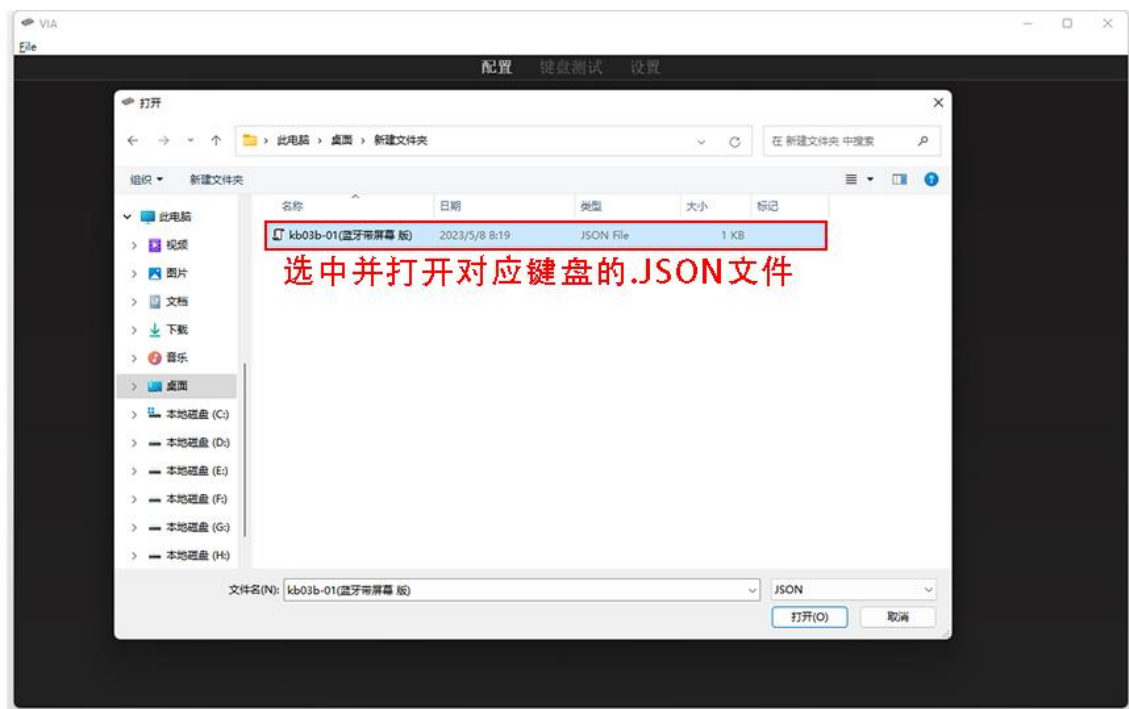 VIA
File
配置 键盘测试 设置
打开
此电脑 › 桌面 › 新建文件夹
在 新建文件夹 中搜索
组织 新建文件夹
名称 日期 类型 大小 标记
此电脑
kb03b-01(蓝牙带屏幕 版) 2023/5/8 8:19 JSON File 1 KB
视频
选中并打开对应键盘的.JSON文件
图片
文档
下载
音乐
桌面
本地磁盘 (C:)
本地磁盘 (D:)
本地磁盘 (E:)
本地磁盘 (F:)
本地磁盘 (G:)
本地磁盘 (H:)
文件名(N): kb03b-01(蓝牙带屏幕 版) JSON
打开(O) 取消